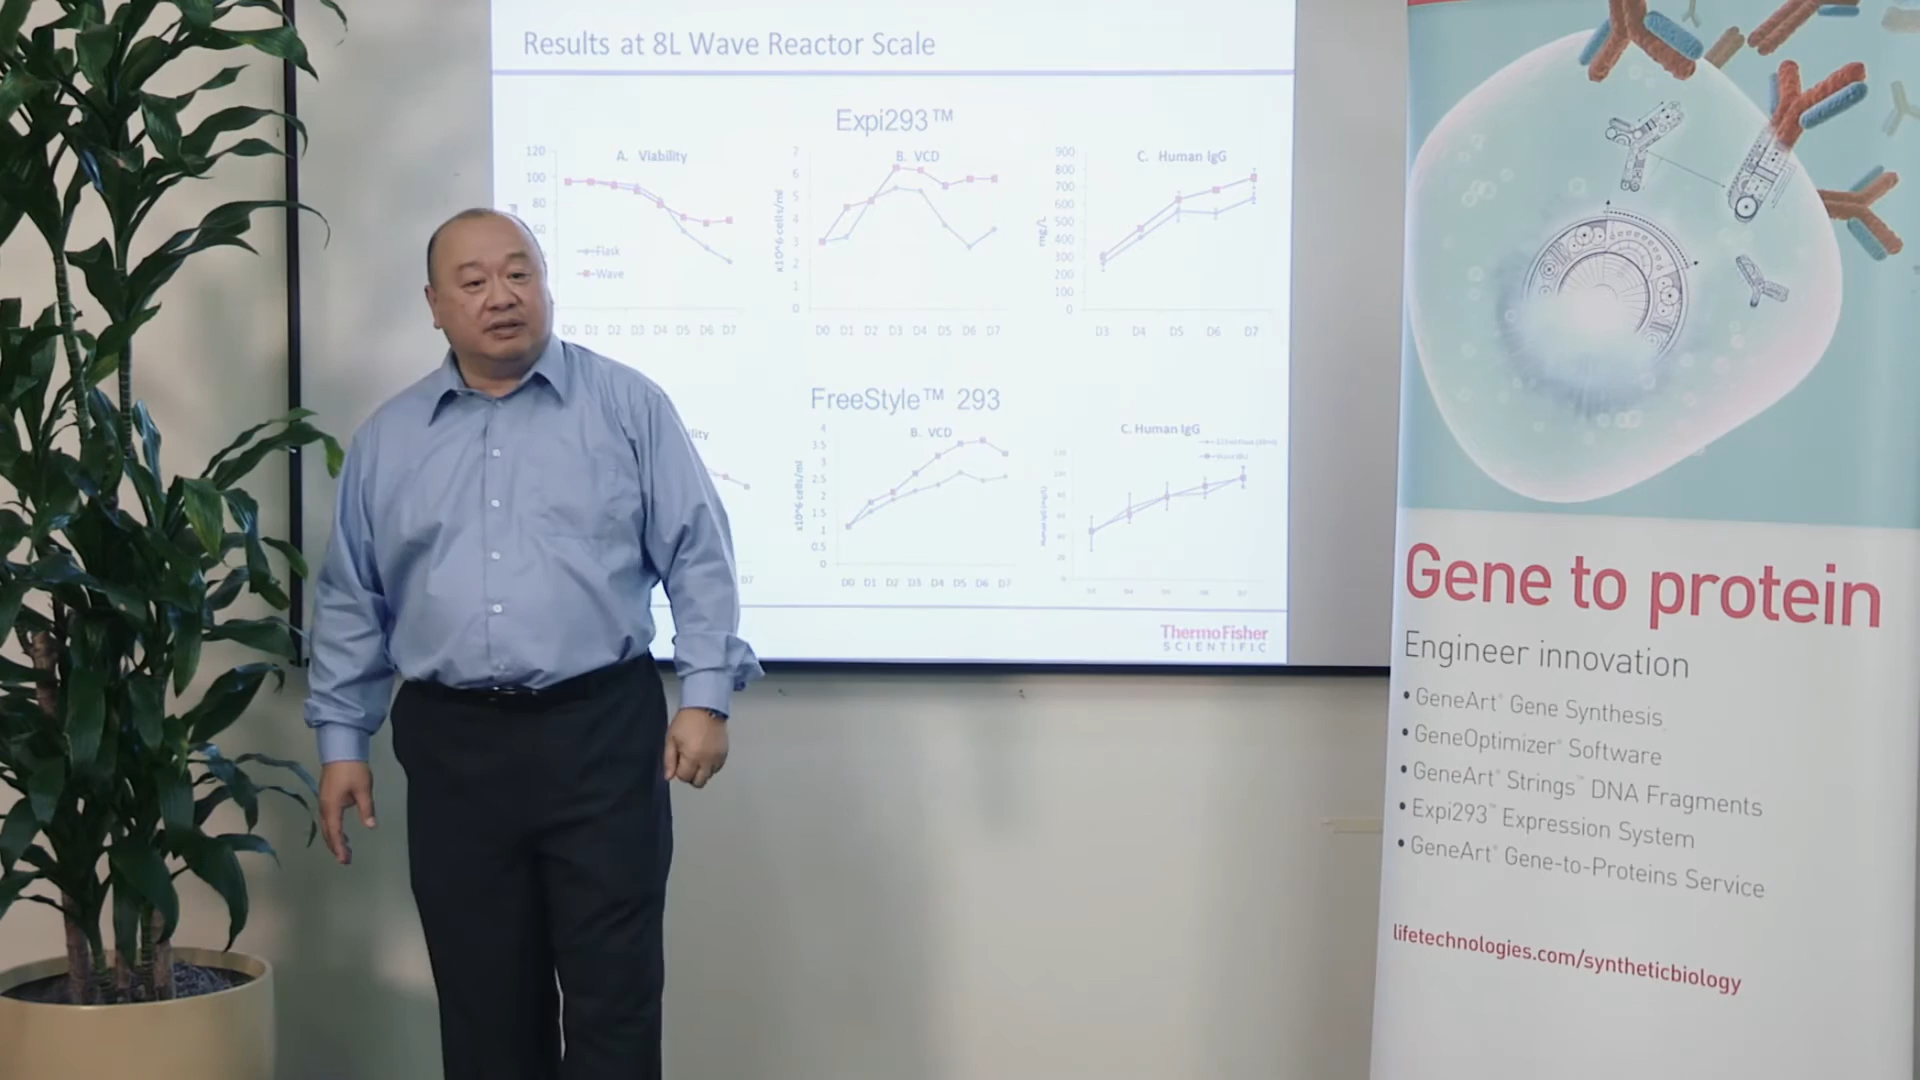 Results at 8L Wave Reactor Scale
Expi293™
A. Viability
120
100
80
60
Flask
Wave
D0 D1 D2 D3 D4 D5 D6 D7
B. VCD
x10^6 cells/ml
2
6
5
4
3
2
1
0
D0 D1 D2 D3 D4 D5 D6 D7
C. Human IgG
mg/L
900
800
700
600
500
400
300
200
100
0
D3 D4 D5 D6 D7
FreeStyle™ 293
ility
D7
B. VCD
x10^6 cells/ml
4
3.5
3
2.5
2
1.5
1
0.5
0
D0 D1 D2 D3 D4 D5 D6 D7
C. Human IgG
ThermoFisher
SCIENTIFIC
Gene to protein
Engineer innovation
• GeneArt® Gene Synthesis
• GeneOptimizer® Software
• GeneArt® Strings™ DNA Fragments
• Expi293™ Expression System
• GeneArt® Gene-to-Proteins Service
lifetechnologies.com/syntheticbiology